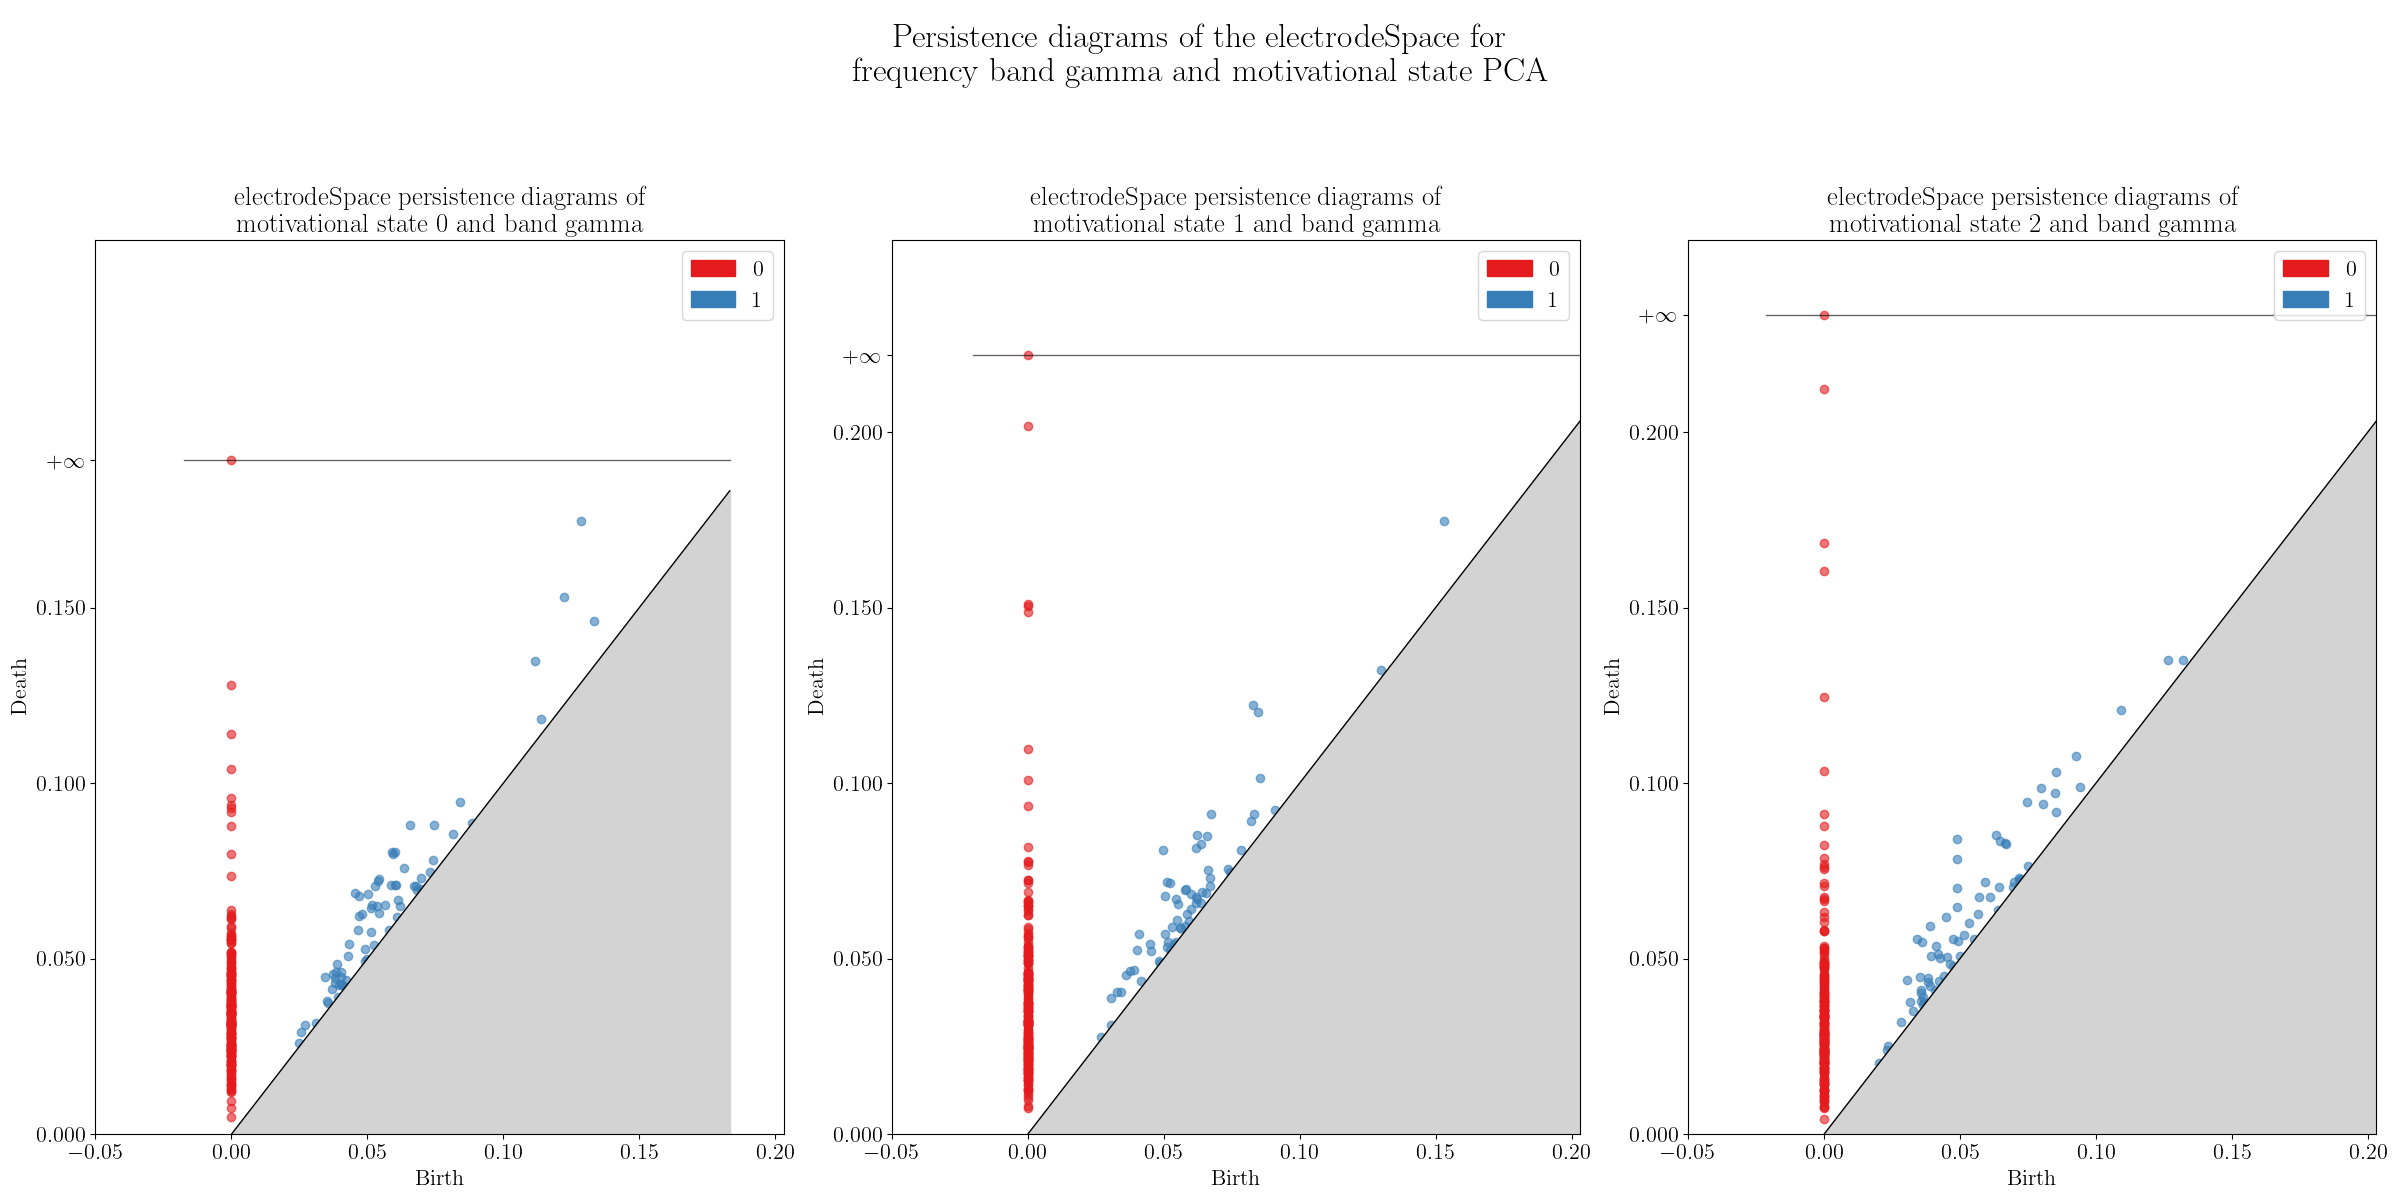 Persistence diagrams of the electrodeSpace for
frequency band gamma and motivational state PCA
electrodeSpace persistence diagrams of
motivational state 0 and band gamma
0
1
+∞
0.150
0.100
0.050
0.000
Death
−0.05 0.00 0.05 0.10 0.15 0.20
Birth
electrodeSpace persistence diagrams of
motivational state 1 and band gamma
0
1
+∞
0.200
0.150
0.100
0.050
0.000
Death
−0.05 0.00 0.05 0.10 0.15 0.20
Birth
electrodeSpace persistence diagrams of
motivational state 2 and band gamma
0
1
+∞
0.200
0.150
0.100
0.050
0.000
Death
−0.05 0.00 0.05 0.10 0.15 0.20
Birth